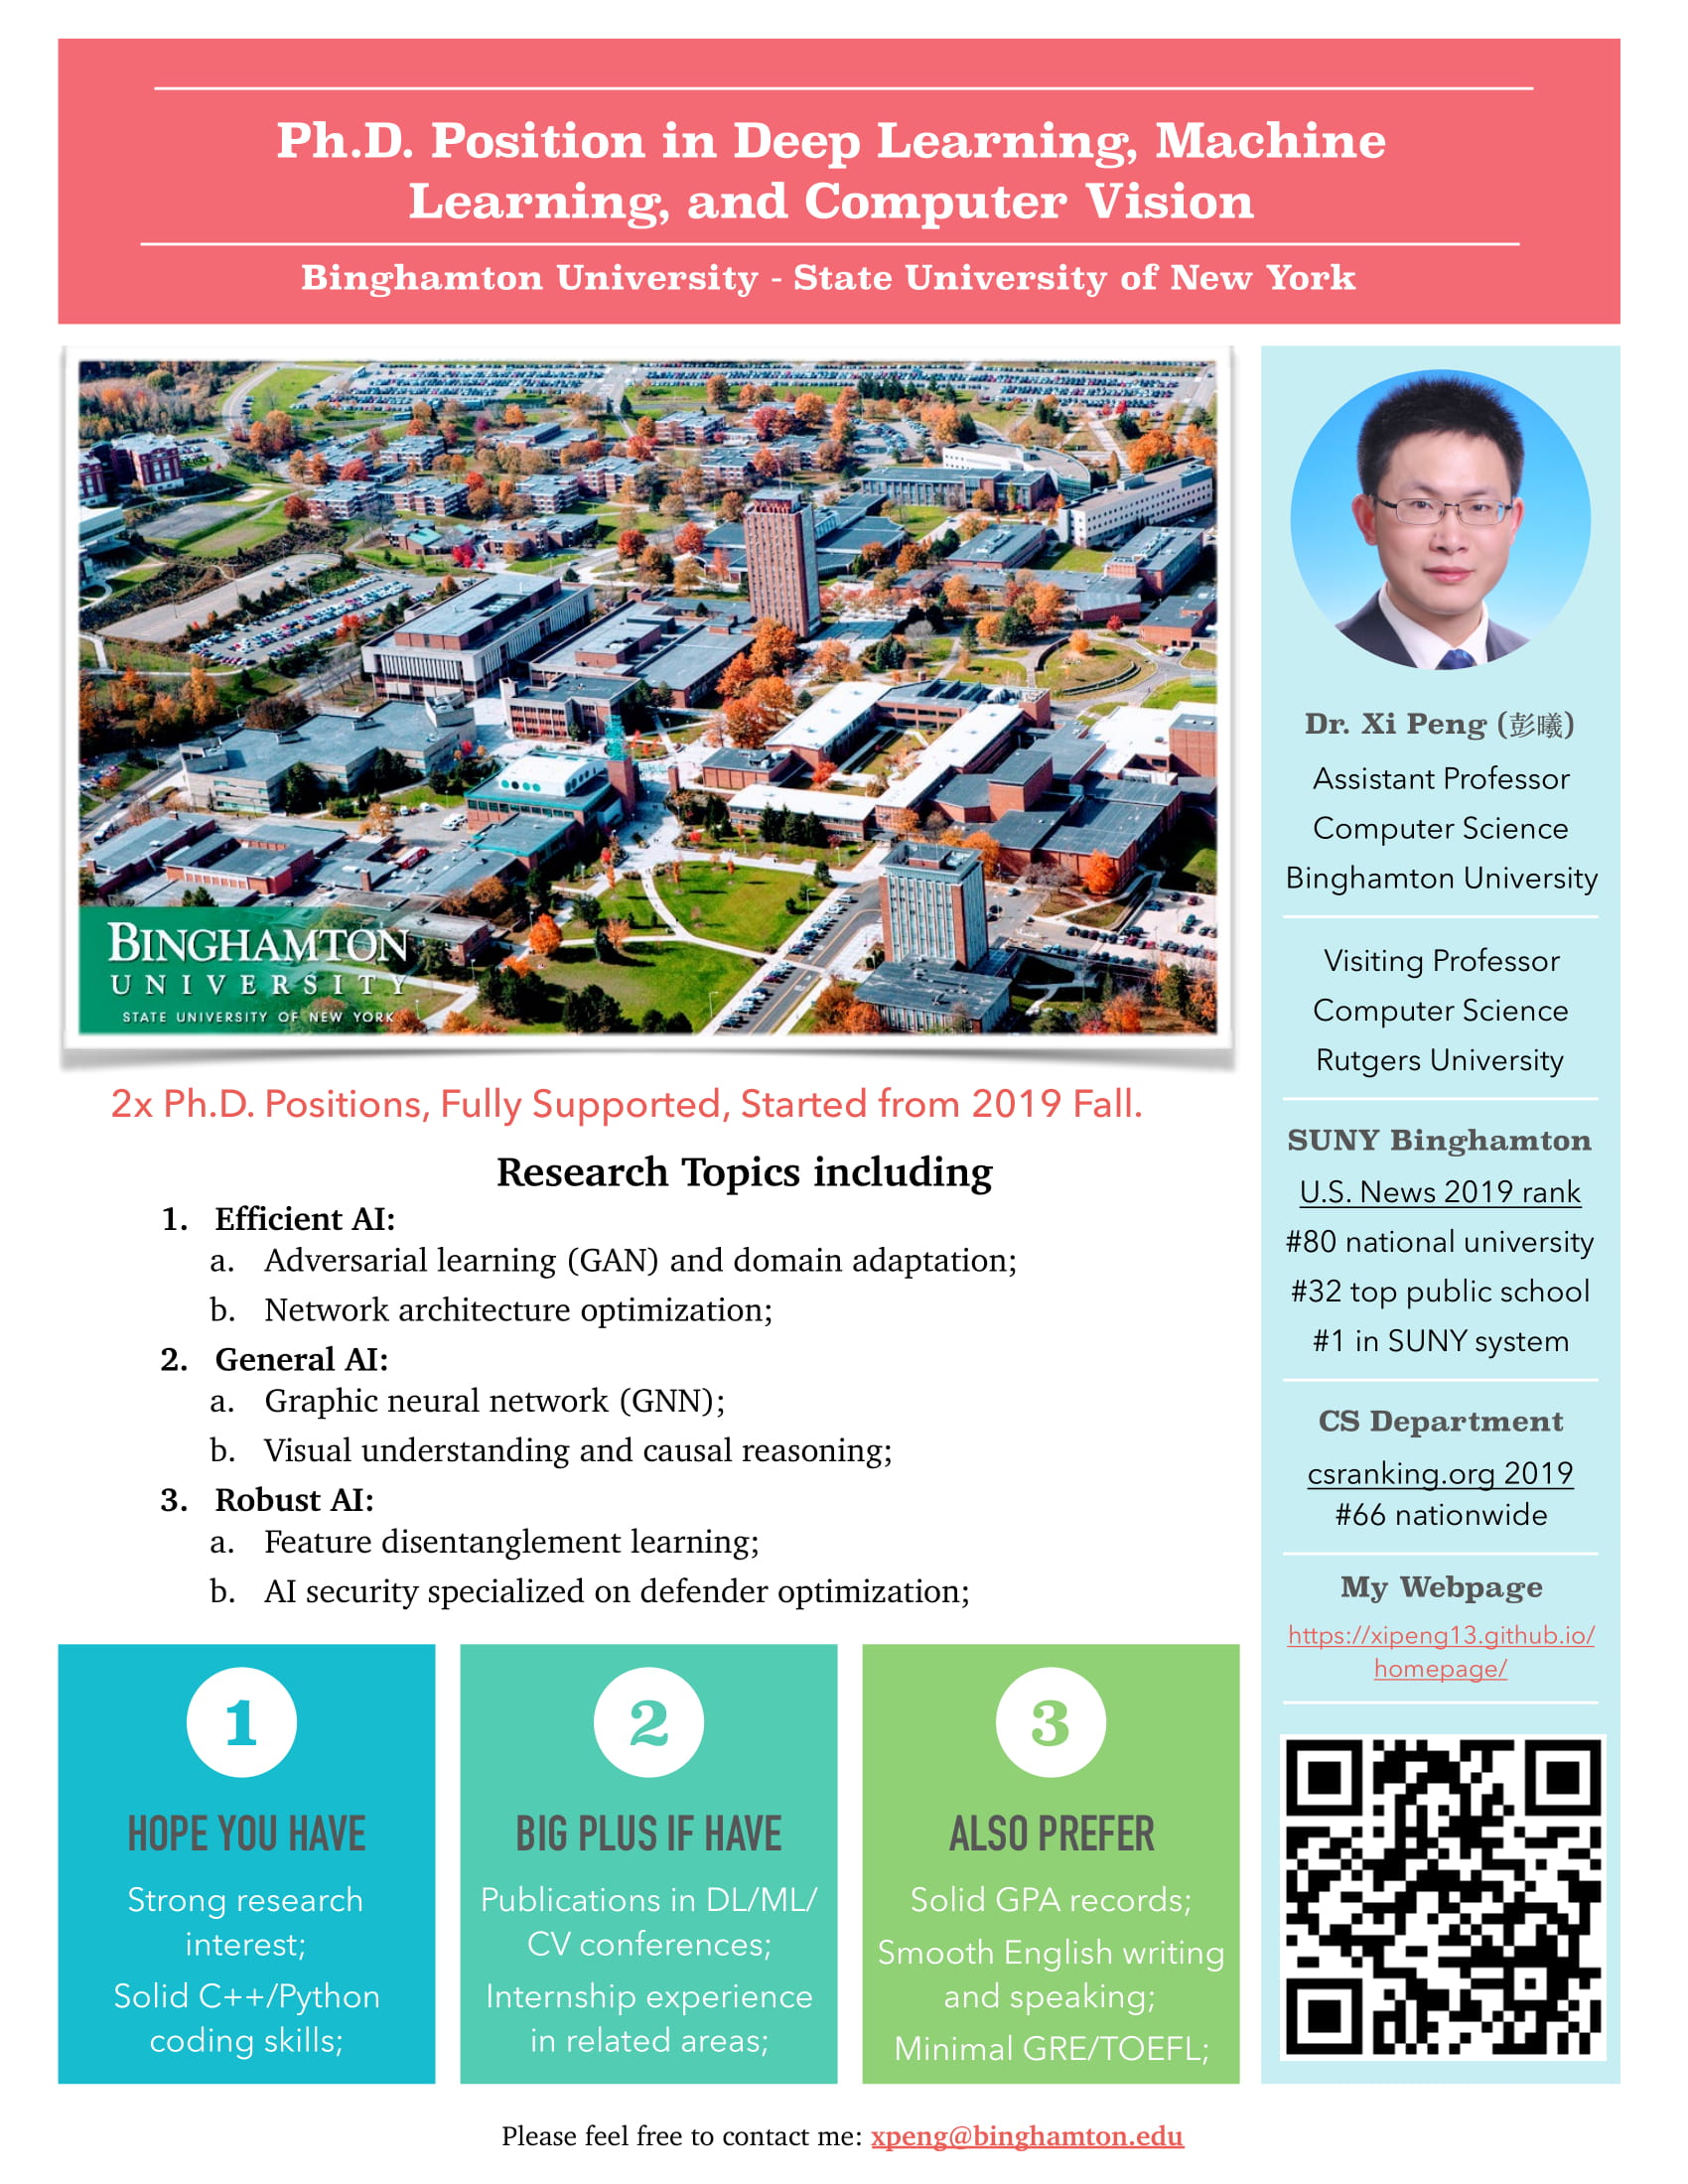 Ph.D. Position in Deep Learning, Machine
Learning, and Computer Vision
Binghamton University - State University of New York
BINGHAMTON
UNIVERSITY
STATE UNIVERSITY OF NEW YORK
2x Ph.D. Positions, Fully Supported, Started from 2019 Fall.
Research Topics including
1. Efficient AI:
a. Adversarial learning (GAN) and domain adaptation;
b. Network architecture optimization;
2. General AI:
a. Graphic neural network (GNN);
b. Visual understanding and causal reasoning;
3. Robust AI:
a. Feature disentanglement learning;
b. AI security specialized on defender optimization;
Dr. Xi Peng (彭曦)
Assistant Professor
Computer Science
Binghamton University
Visiting Professor
Computer Science
Rutgers University
SUNY Binghamton
U.S. News 2019 rank
#80 national university
#32 top public school
#1 in SUNY system
CS Department
csranking.org 2019
#66 nationwide
My Webpage
https://xipeng13.github.io/
homepage/
1
HOPE YOU HAVE
Strong research
interest;
Solid C++/Python
coding skills;
2
BIG PLUS IF HAVE
Publications in DL/ML/
CV conferences;
Internship experience
in related areas;
3
ALSO PREFER
Solid GPA records;
Smooth English writing
and speaking;
Minimal GRE/TOEFL;
Please feel free to contact me: xpeng@binghamton.edu